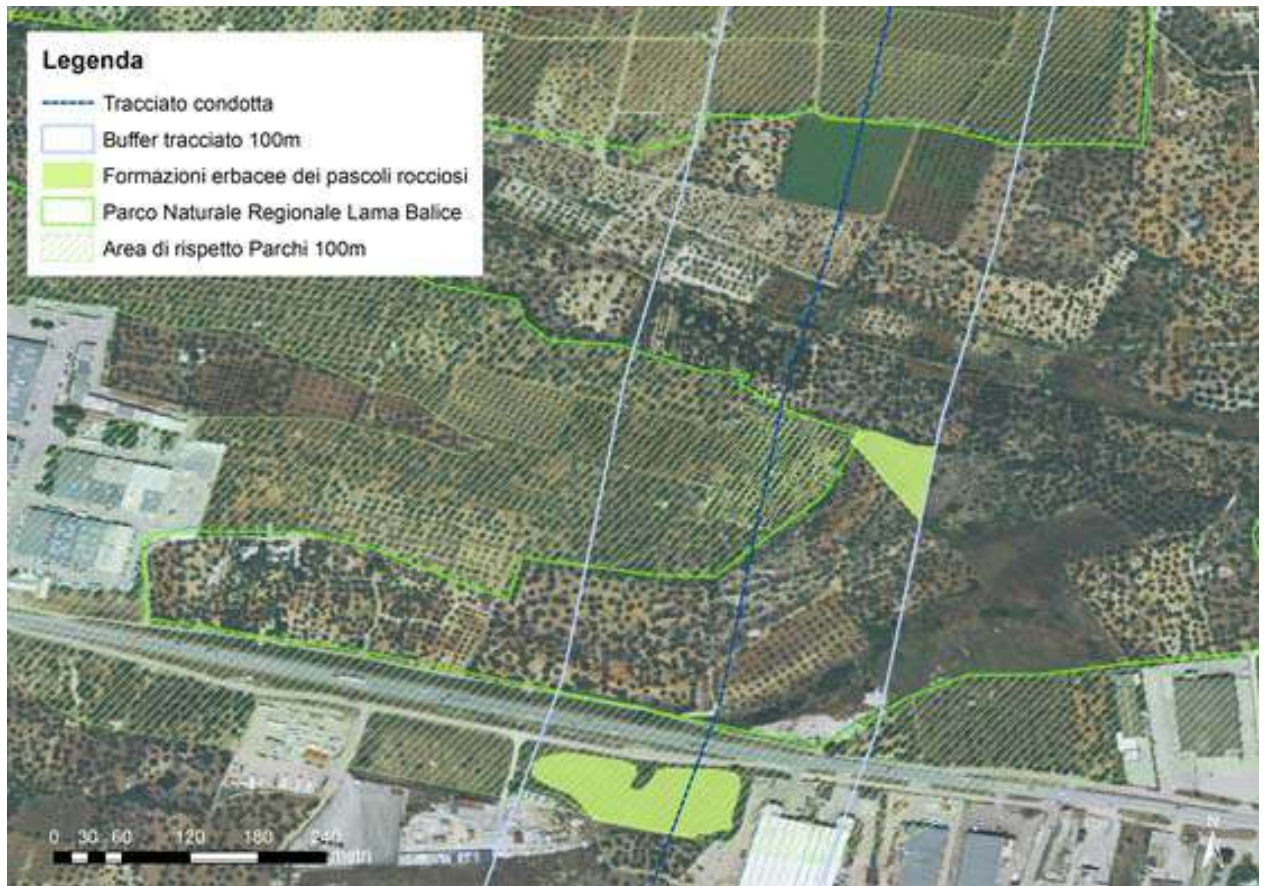 Legenda
Tracciato condotta
Buffer tracciato 100m
Formazioni erbacee dei pascoli rocciosi
Parco Naturale Regionale Lama Balice
Area di rispetto Parchi 100m
0 30 60 120 180 240
metri
N